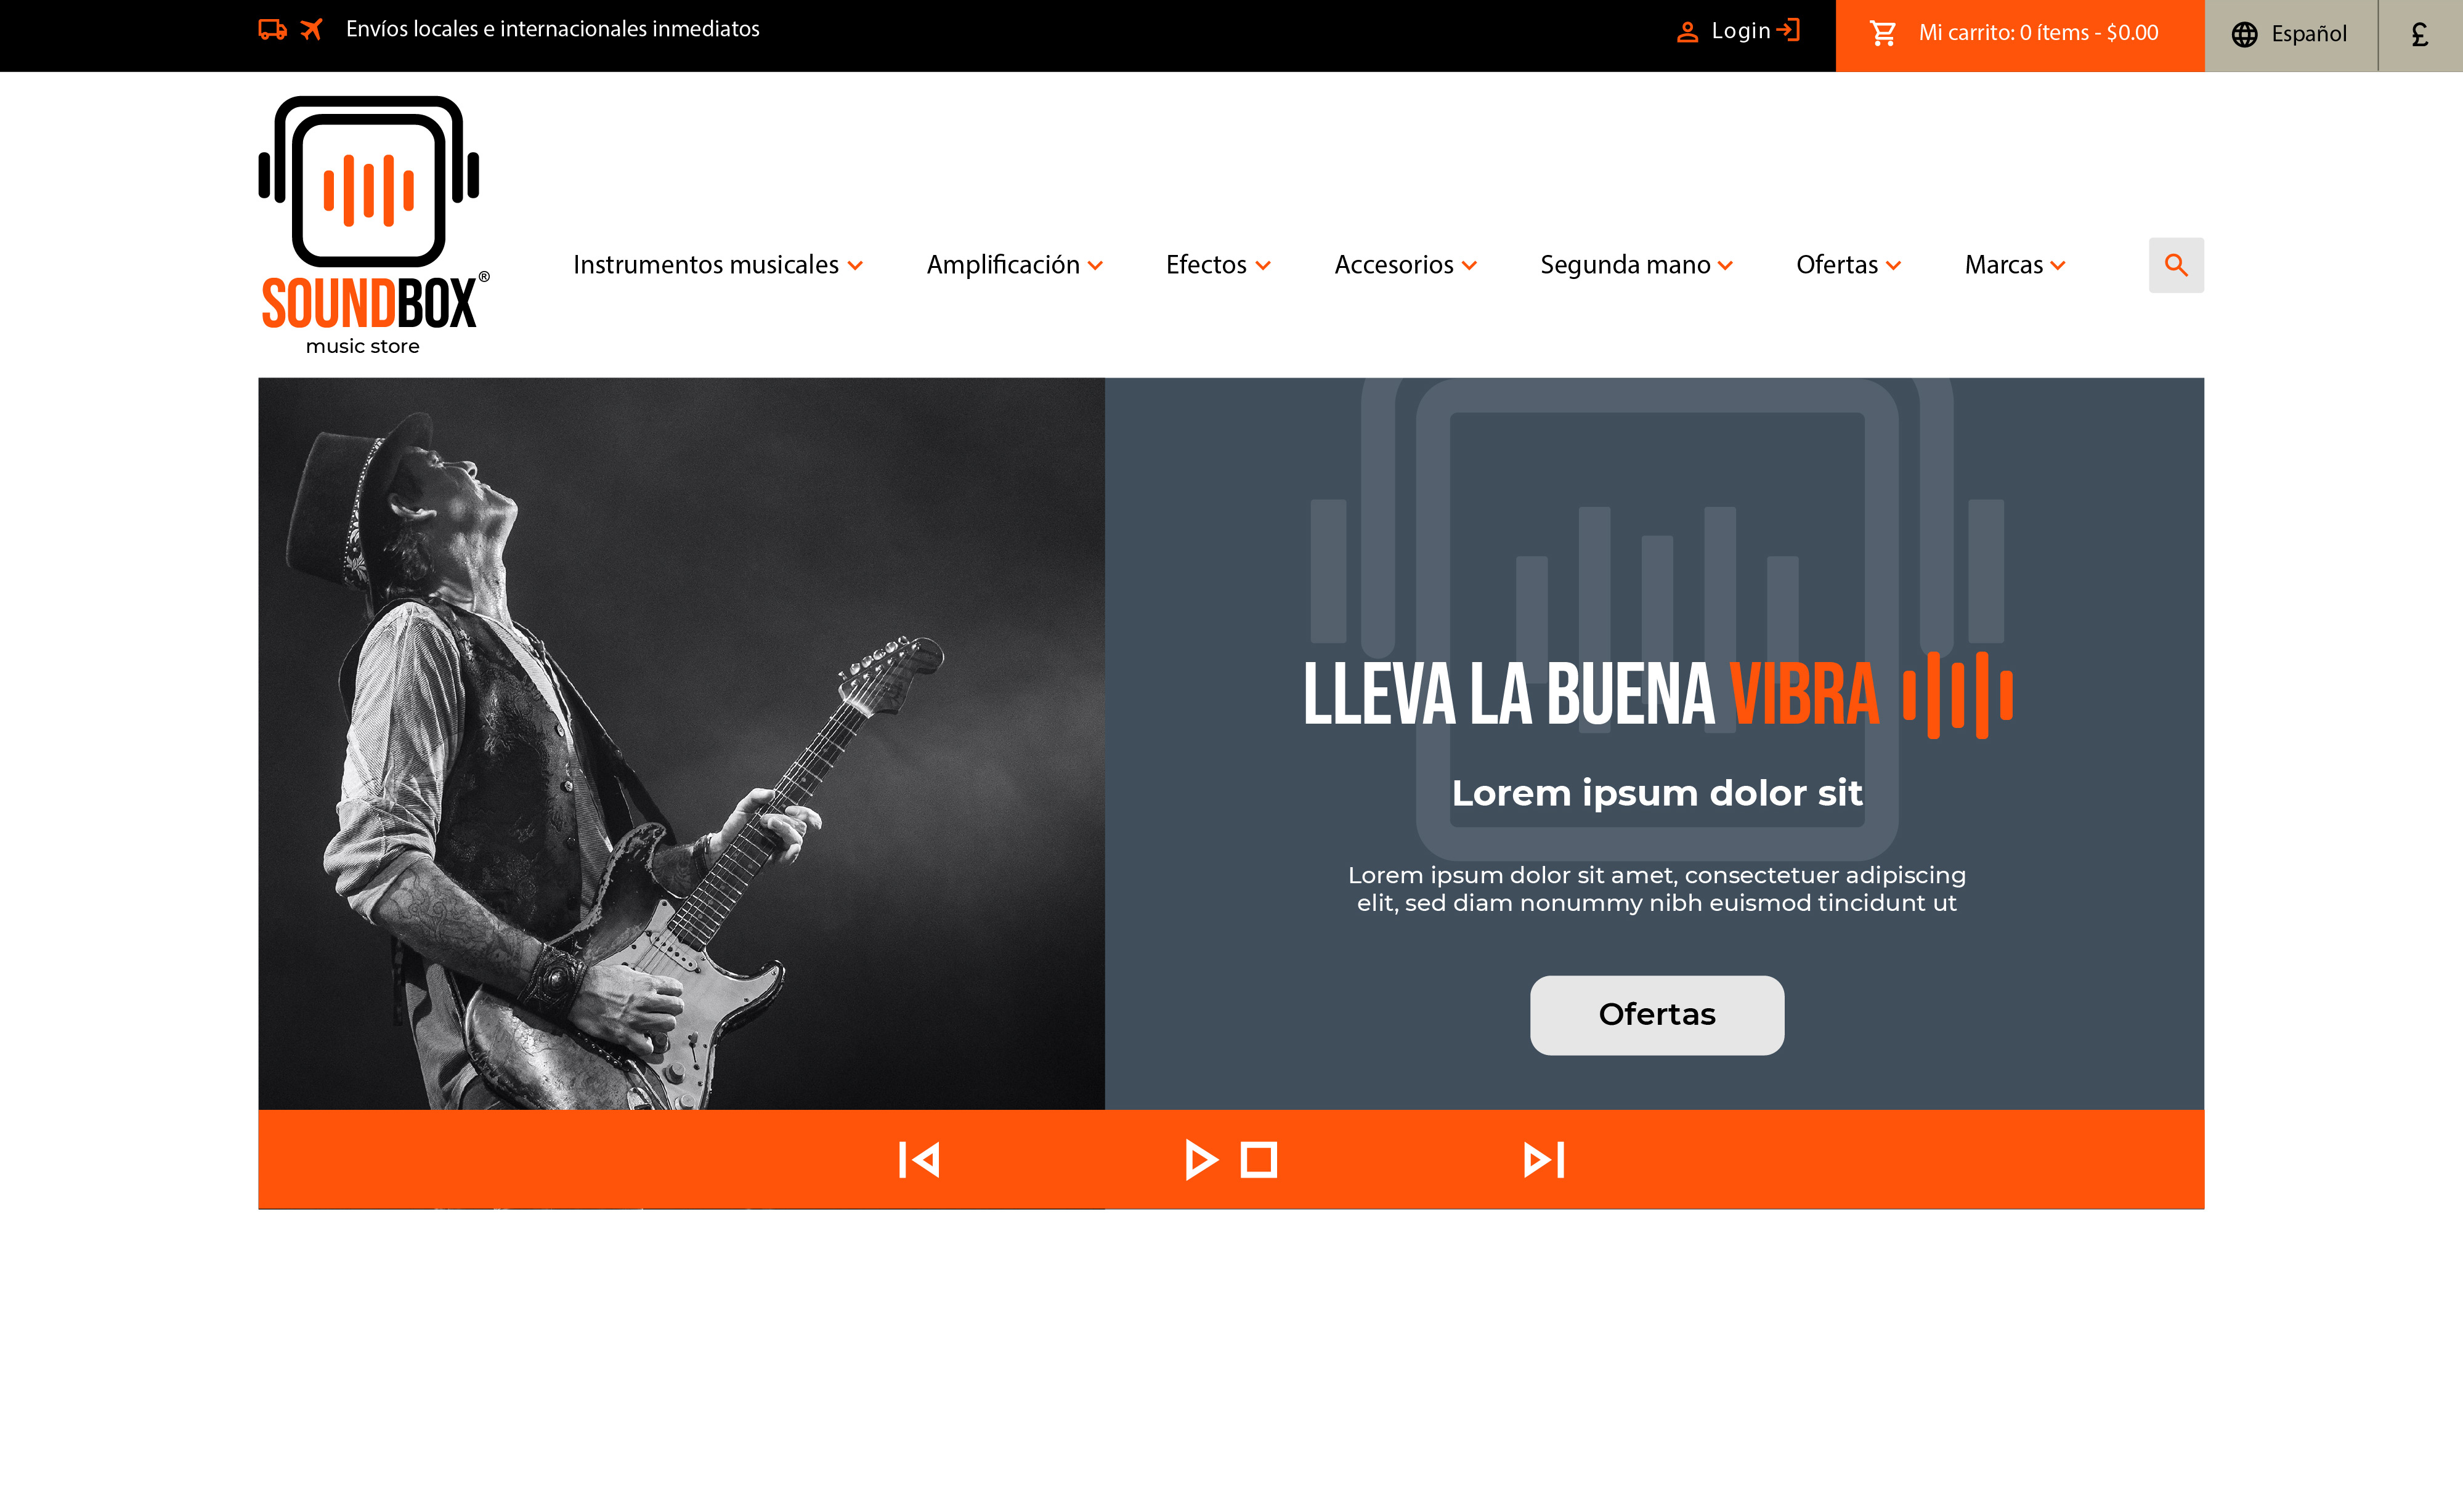 Envíos locales e internacionales inmediatos
Login
Mi carrito: 0 ítems - $0.00
Español
£
SOUNDBOX®
music store
Instrumentos musicales
Amplificación
Efectos
Accesorios
Segunda mano
Ofertas
Marcas
LLEVA LA BUENA VIBRA
Lorem ipsum dolor sit
Lorem ipsum dolor sit amet, consectetuer adipiscing
elit, sed diam nonummy nibh euismod tincidunt ut
Ofertas